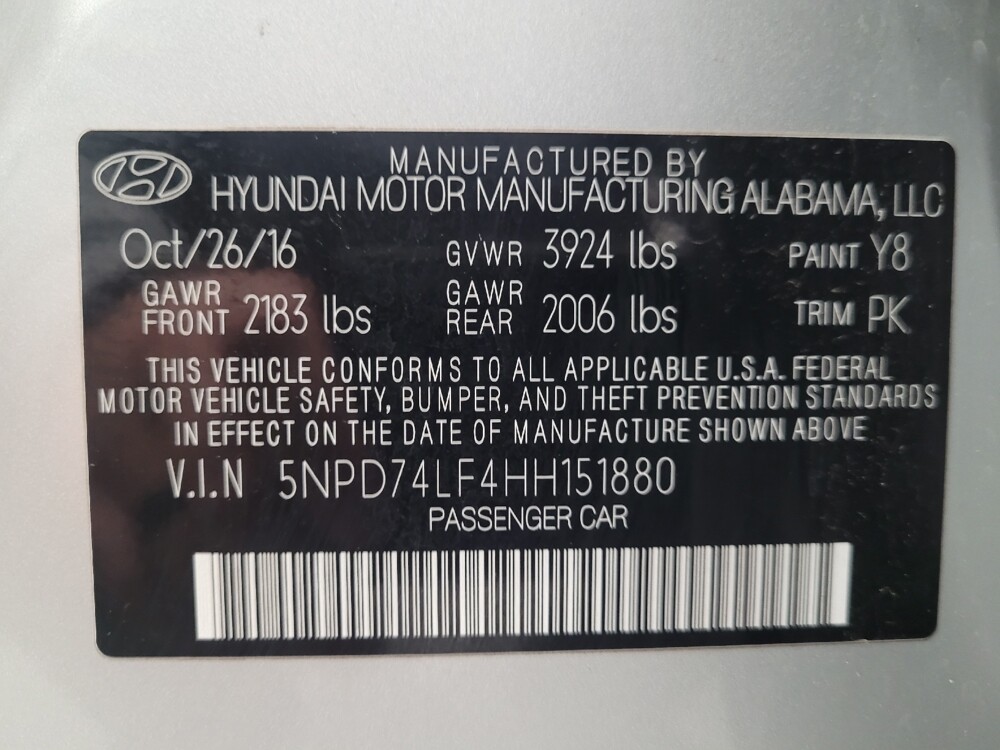 MANUFACTURED BY
HYUNDAI MOTOR MANUFACTURING ALABAMA, LLC
Oct/26/16 GVWR 3924 lbs PAINT Y8
GAWR FRONT 2183 lbs GAWR REAR 2006 lbs TRIM PK
THIS VEHICLE CONFORMS TO ALL APPLICABLE U.S.A. FEDERAL
MOTOR VEHICLE SAFETY, BUMPER, AND THEFT PREVENTION STANDARDS
IN EFFECT ON THE DATE OF MANUFACTURE SHOWN ABOVE
V.I.N 5NPD74LF4HH151880
PASSENGER CAR